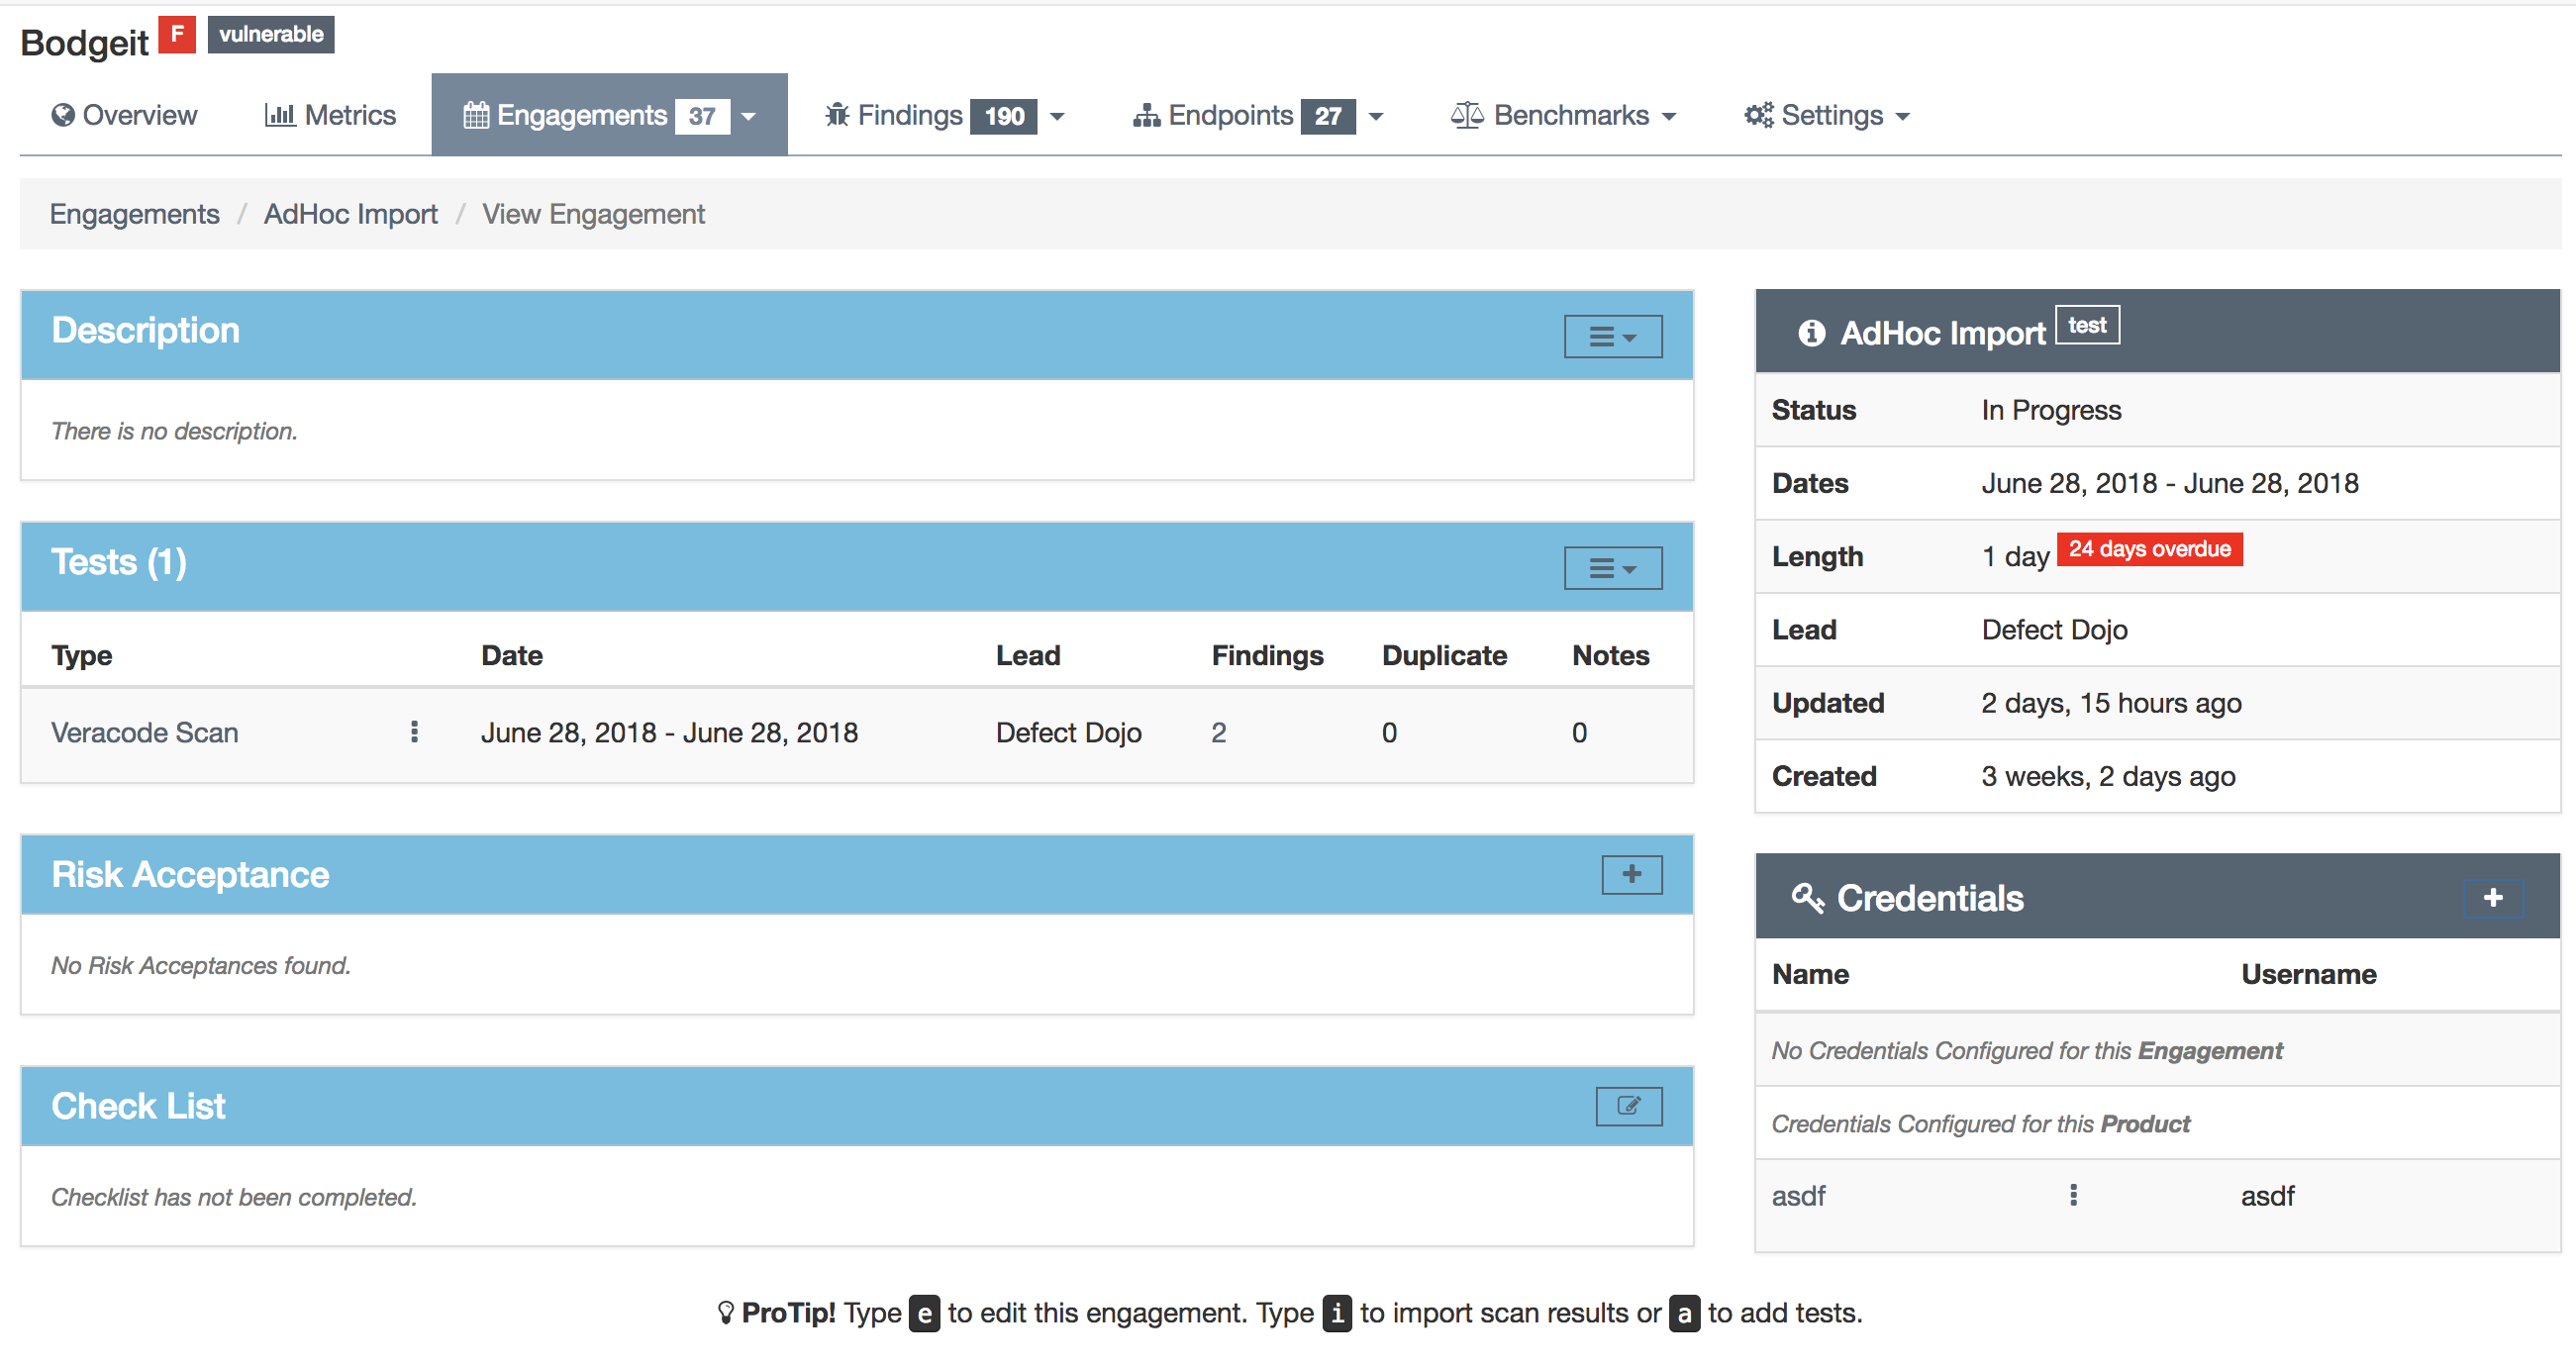 Bodgeit F vulnerable
Overview Metrics Engagements 37 Findings 190 Endpoints 27 Benchmarks Settings
Engagements / AdHoc Import / View Engagement
Description
There is no description.
Tests (1)
Type Date Lead Findings Duplicate Notes
Veracode Scan June 28, 2018 - June 28, 2018 Defect Dojo 2 0 0
Risk Acceptance
No Risk Acceptances found.
Check List
Checklist has not been completed.
AdHoc Import test
Status In Progress
Dates June 28, 2018 - June 28, 2018
Length 1 day 24 days overdue
Lead Defect Dojo
Updated 2 days, 15 hours ago
Created 3 weeks, 2 days ago
Credentials
Name Username
No Credentials Configured for this Engagement
Credentials Configured for this Product
asdf asdf
ProTip! Type e to edit this engagement. Type i to import scan results or a to add tests.